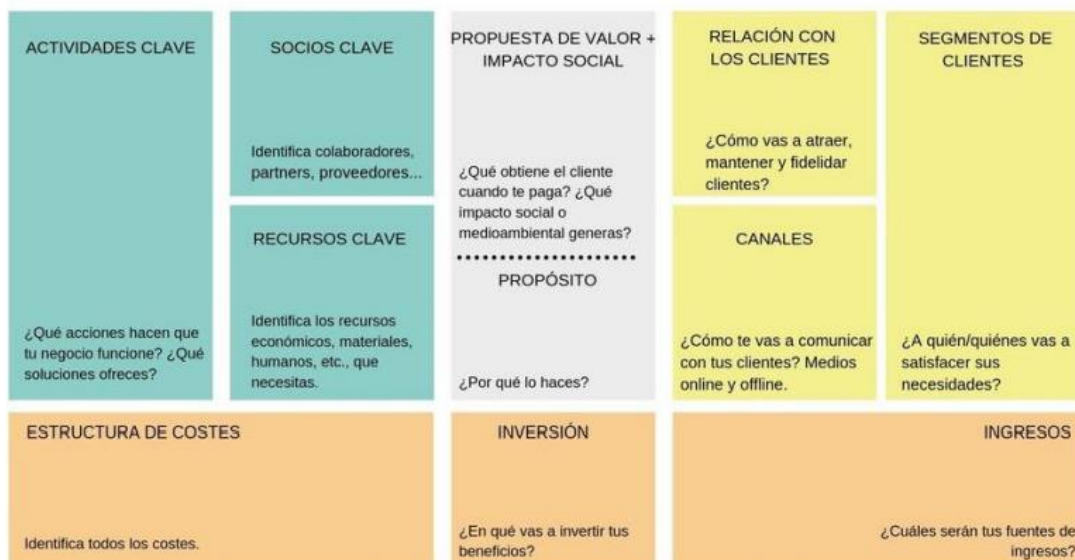 ACTIVIDADES CLAVE
¿Qué acciones hacen que
tu negocio funcione? ¿Qué
soluciones ofreces?
SOCIOS CLAVE
Identifica colaboradores,
partners, proveedores...
RECURSOS CLAVE
Identifica los recursos
económicos, materiales,
humanos, etc., que
necesitas.
PROPUESTA DE VALOR +
IMPACTO SOCIAL
¿Qué obtiene el cliente
cuando te paga? ¿Qué
impacto social o
medioambiental generas?
PROPÓSITO
¿Por qué lo haces?
RELACIÓN CON
LOS CLIENTES
¿Cómo vas a atraer,
mantener y fidelidar
clientes?
CANALES
¿Cómo te vas a comunicar
con tus clientes? Medios
online y offline.
SEGMENTOS DE
CLIENTES
¿A quién/quiénes vas a
satisfacer sus
necesidades?
ESTRUCTURA DE COSTES
Identifica todos los costes.
INVERSIÓN
¿En qué vas a invertir tus
beneficios?
INGRESOS
¿Cuáles serán tus fuentes de
ingresos?